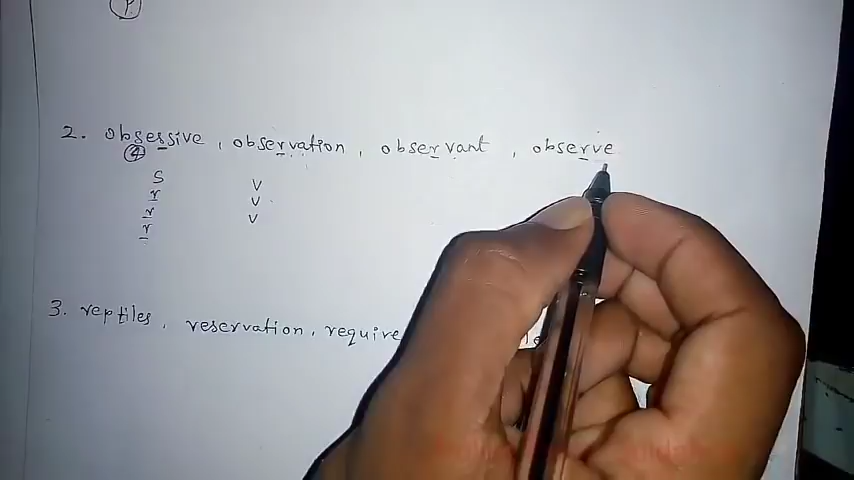 2. obsessive, observation, observant, observe
④
S V
r V
r V
r
3. reptiles, reservation, require